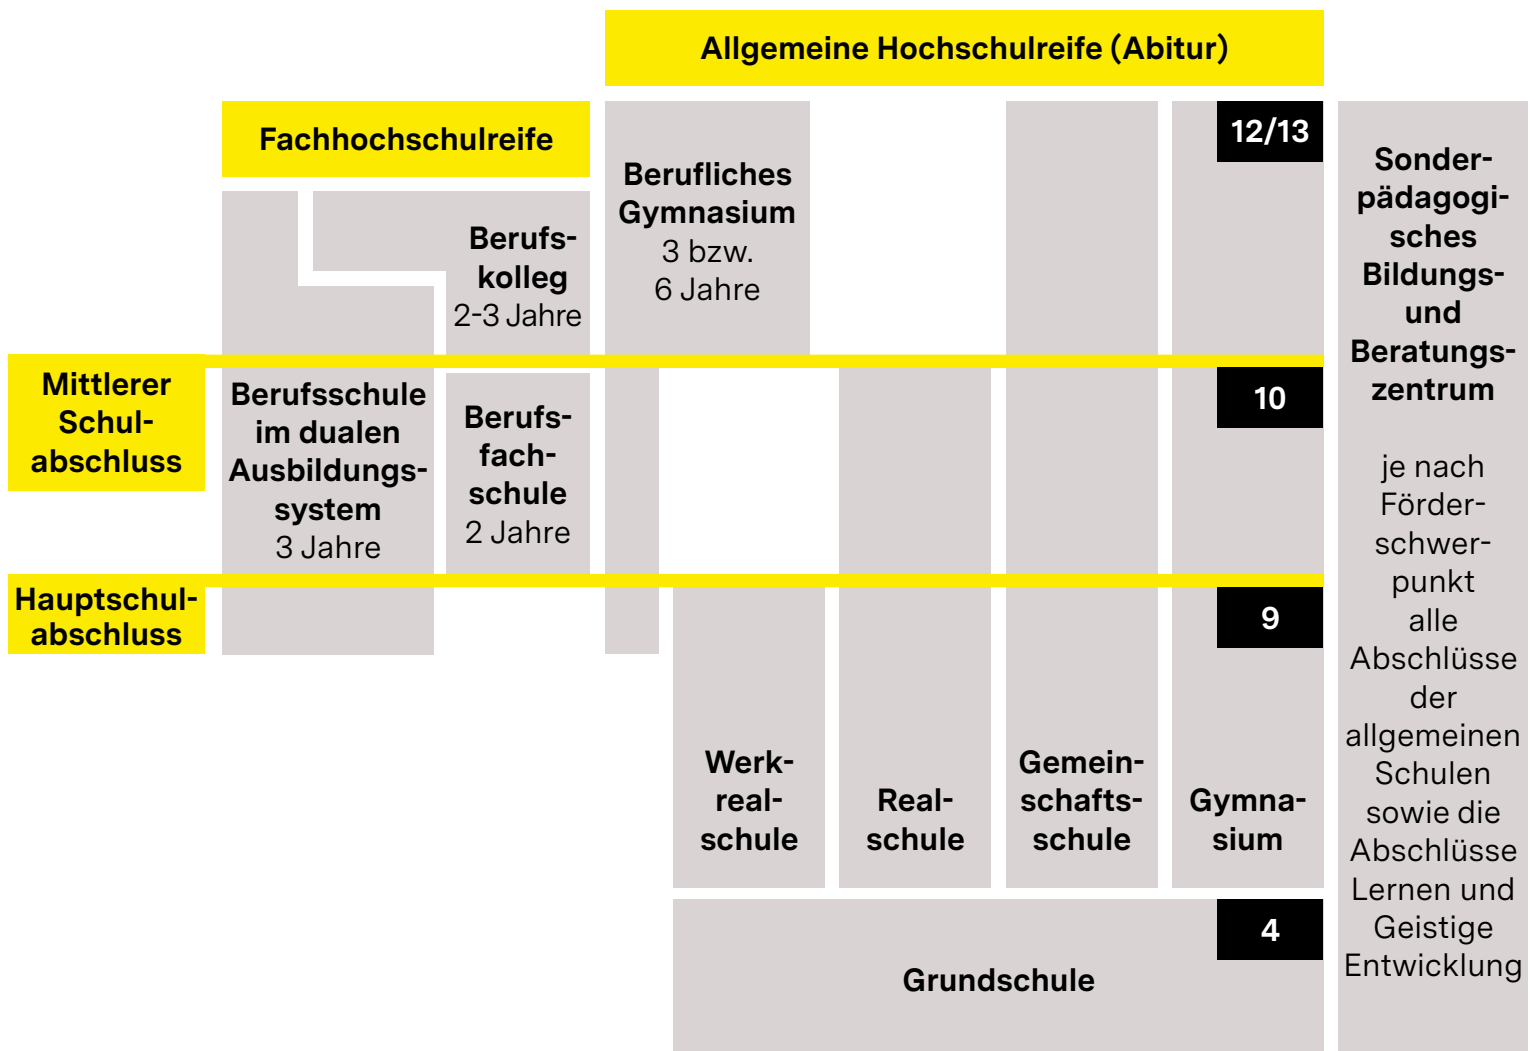 Allgemeine Hochschulreife (Abitur)
Fachhochschulreife
12/13
Berufliches
Gymnasium
3 bzw.
6 Jahre
Berufs-
kolleg
2-3 Jahre
Mittlerer
Schul-
abschluss
Berufsschule
im dualen
Ausbildungs-
system
3 Jahre
Berufs-
fach-
schule
2 Jahre
10
Hauptschul-
abschluss
9
Werk-
real-
schule
Real-
schule
Gemein-
schafts-
schule
Gymna-
sium
4
Grundschule
Sonder-
pädagogi-
sches
Bildungs-
und
Beratungs-
zentrum
je nach
Förder-
schwer-
punkt
alle
Abschlüsse
der
allgemeinen
Schulen
sowie die
Abschlüsse
Lernen und
Geistige
Entwicklung